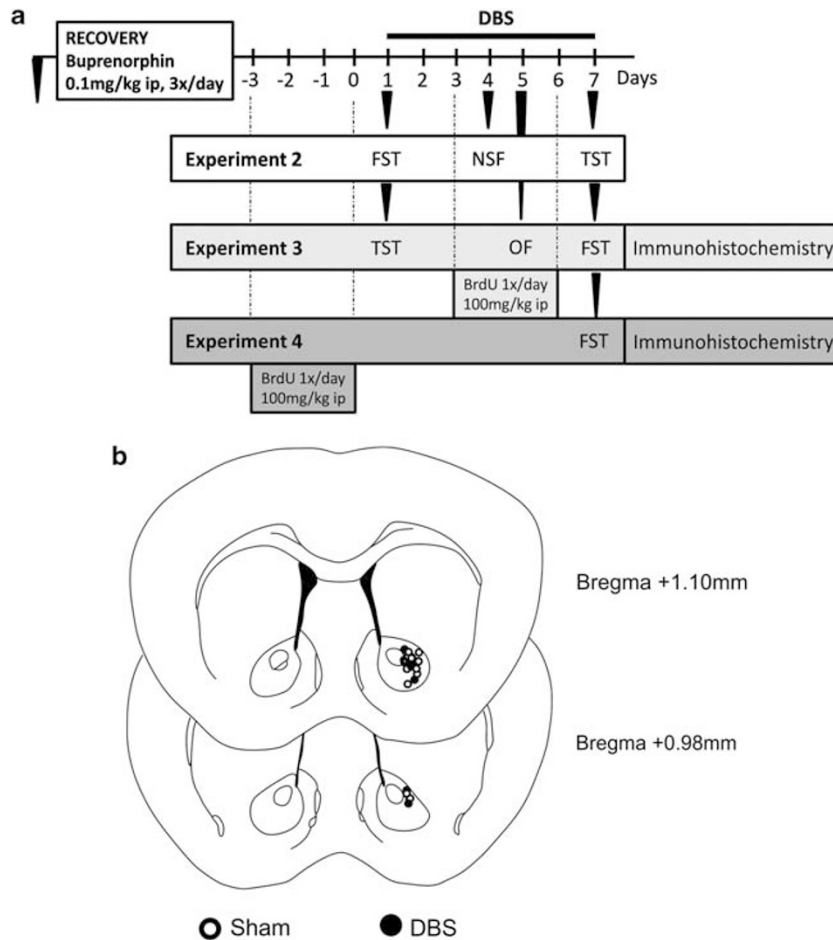 a
RECOVERY
Buprenorphin
0.1mg/kg ip, 3x/day
DBS
-3 -2 -1 0 1 2 3 4 5 6 7 Days
Experiment 2 FST NSF TST
Experiment 3 TST OF FST Immunohistochemistry
BrdU 1x/day
100mg/kg ip
Experiment 4 FST Immunohistochemistry
BrdU 1x/day
100mg/kg ip
b
Bregma +1.10mm
Bregma +0.98mm
Sham DBS